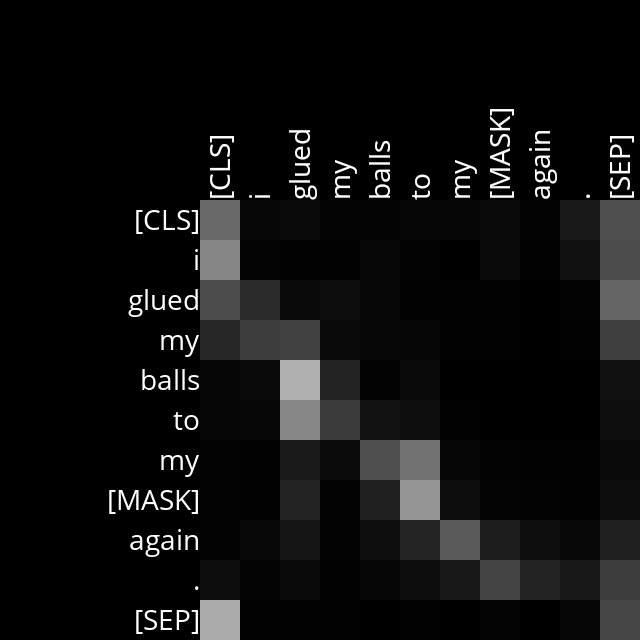 [CLS] i glued my balls to my [MASK] again . [SEP]
[CLS]
i
glued
my
balls
to
my
[MASK]
again
.
[SEP]